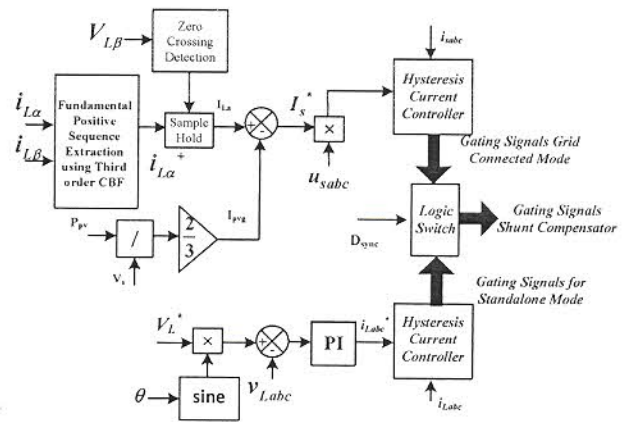 V_Lβ
Zero
Crossing
Detection
i_sabc
Hysteresis
Current
Controller
i_Lα
i_Lβ
Fundamental
Positive
Sequence
Extraction
using Third
order CBF
i_Lα
Sample
Hold
+
I_La
+
-
I_s*
×
u_sabc
Gating Signals Grid
Connected Mode
P_pv
/
V_s
2
3
I_pvg
D_sync
Logic
Switch
Gating Signals
Shunt Compensator
Gating Signals for
Standalone Mode
V_L*
×
θ
sine
+
-
v_Labc
PI
i_Labc*
Hysteresis
Current
Controller
i_Labc